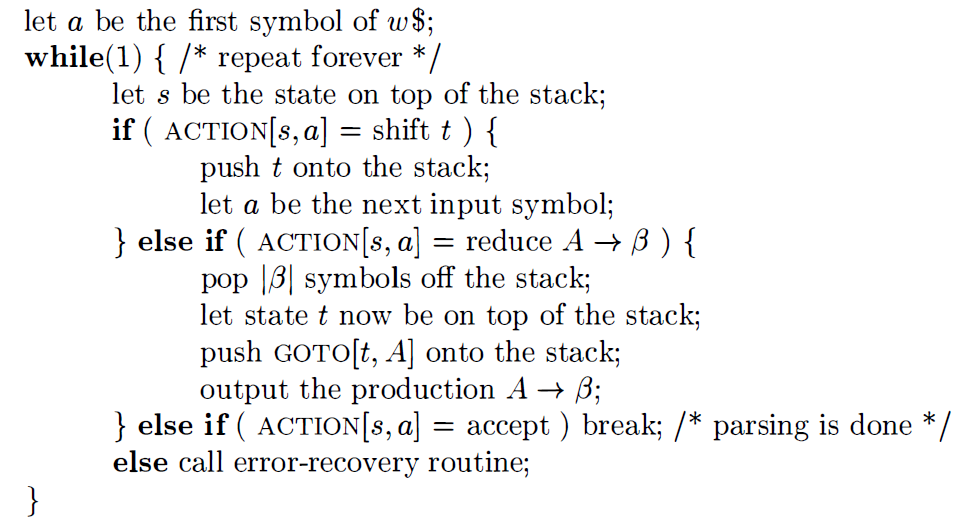 let a be the first symbol of w$;
while(1) { /* repeat forever */
let s be the state on top of the stack;
if ( ACTION[s, a] = shift t ) {
push t onto the stack;
let a be the next input symbol;
} else if ( ACTION[s, a] = reduce A → β ) {
pop |β| symbols off the stack;
let state t now be on top of the stack;
push GOTO[t, A] onto the stack;
output the production A → β;
} else if ( ACTION[s, a] = accept ) break; /* parsing is done */
else call error-recovery routine;
}